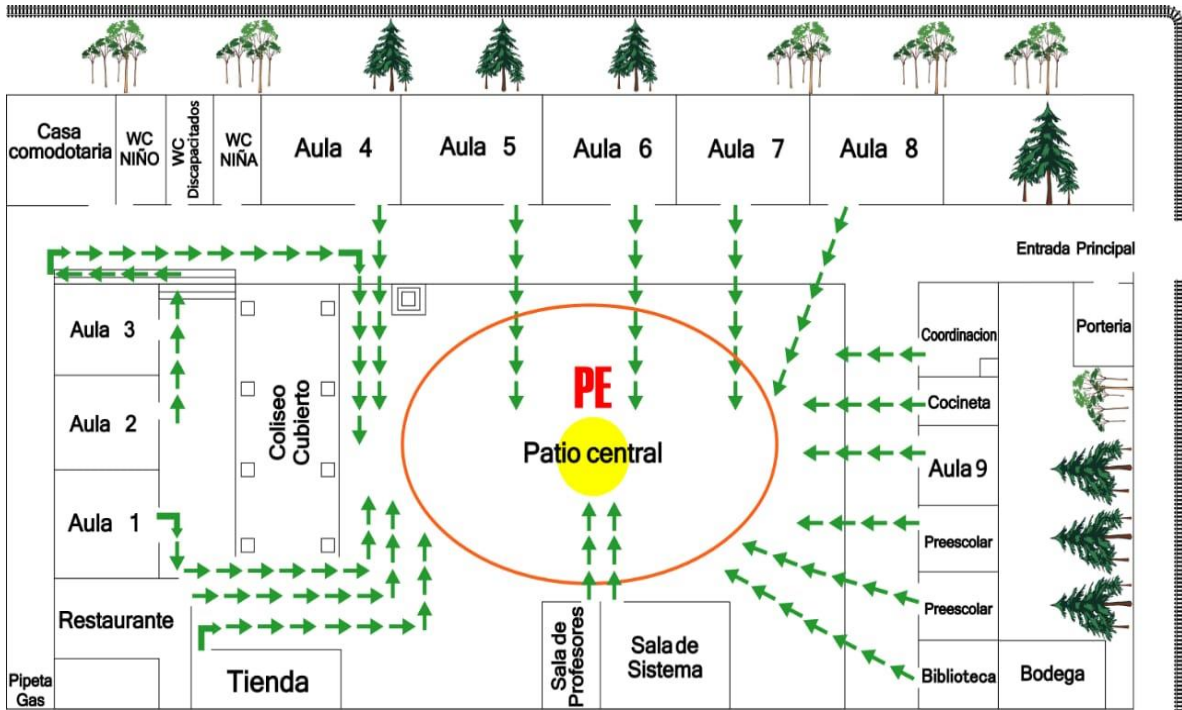 Casa
comodotaria
WC
NIÑO
WC
Discapacitados
WC
NIÑA
Aula 4
Aula 5
Aula 6
Aula 7
Aula 8
Entrada Principal
Aula 3
Aula 2
Aula 1
Coliseo
Cubierto
PE
Patio central
Coordinacion
Porteria
Cocineta
Aula 9
Preescolar
Preescolar
Biblioteca
Bodega
Restaurante
Pipeta
Gas
Tienda
Sala de
Profesores
Sala de
Sistema